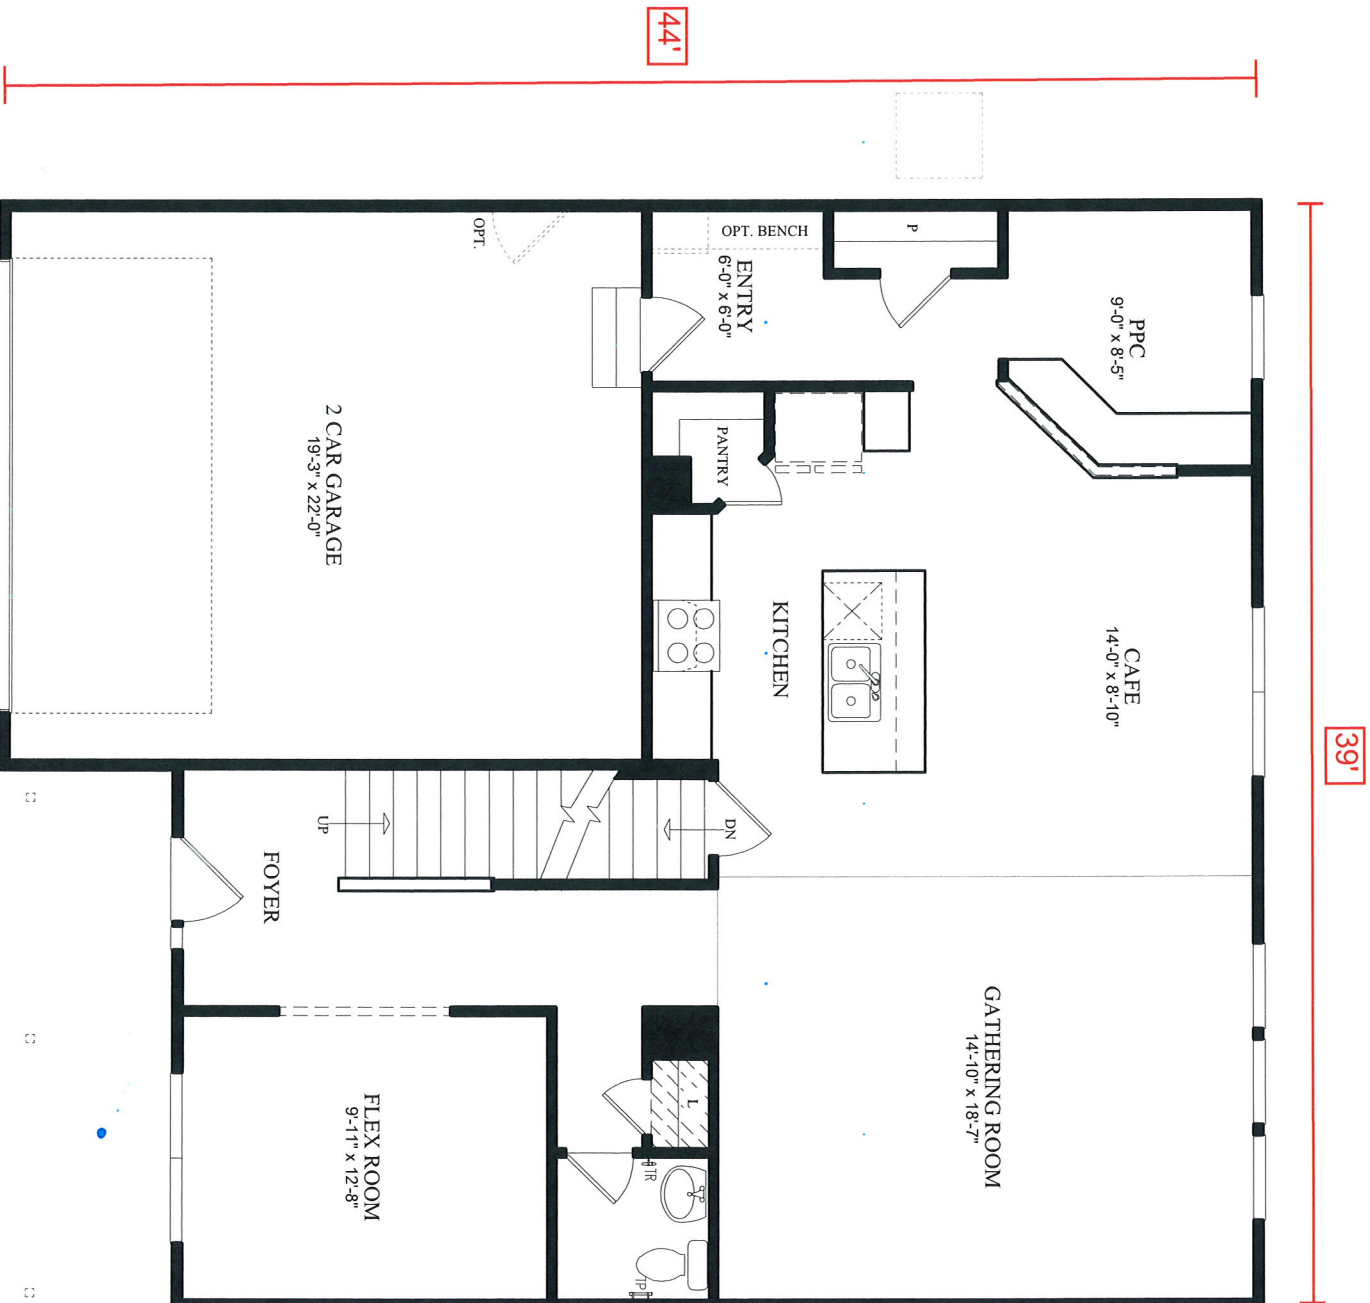 44'
39'
OPT. BENCH
P
ENTRY
6'-0" x 6'-0"
PPC
9'-0" x 8'-5"
OPT.
2 CAR GARAGE
19'-3" x 22'-0"
PANTRY
KITCHEN
CAFE
14'-0" x 8'-10"
UP
DN
FOYER
GATHERING ROOM
14'-10" x 18'-7"
L
FLEX ROOM
9'-11" x 12'-8"
TR
TP